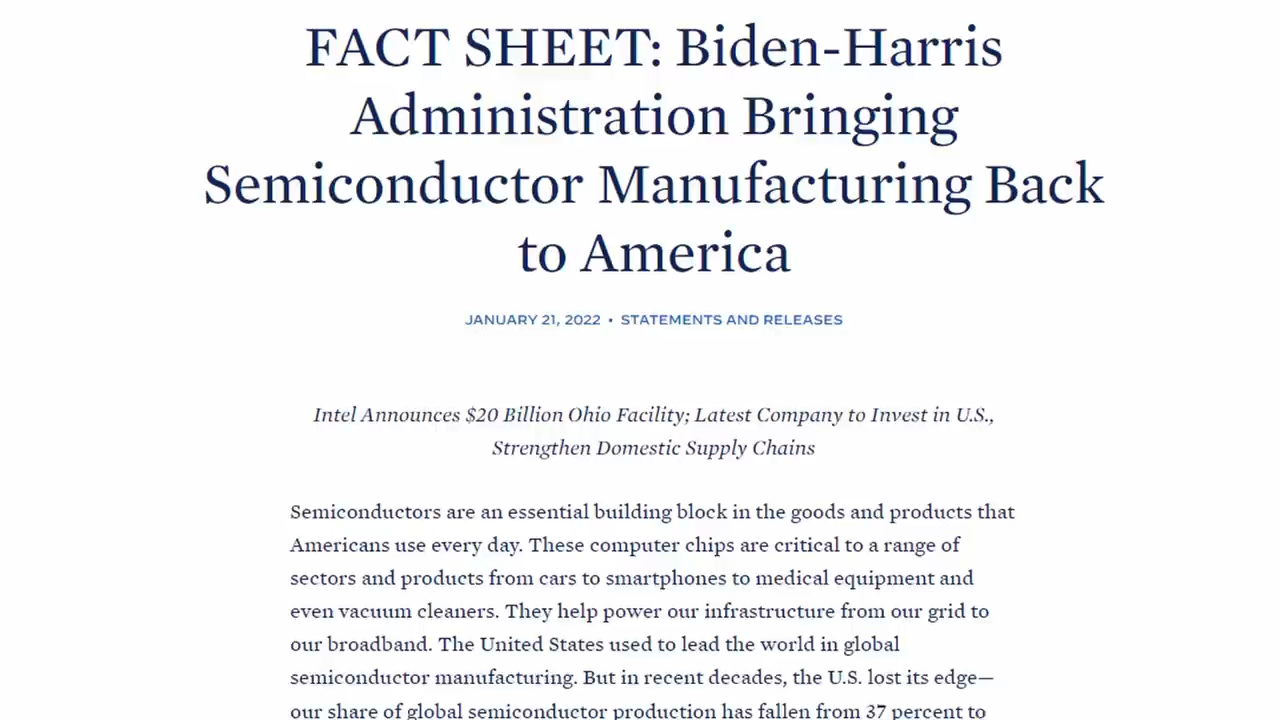 FACT SHEET: Biden-Harris
Administration Bringing
Semiconductor Manufacturing Back
to America
JANUARY 21, 2022 • STATEMENTS AND RELEASES
Intel Announces $20 Billion Ohio Facility; Latest Company to Invest in U.S.,
Strengthen Domestic Supply Chains
Semiconductors are an essential building block in the goods and products that
Americans use every day. These computer chips are critical to a range of
sectors and products from cars to smartphones to medical equipment and
even vacuum cleaners. They help power our infrastructure from our grid to
our broadband. The United States used to lead the world in global
semiconductor manufacturing. But in recent decades, the U.S. lost its edge—
our share of global semiconductor production has fallen from 37 percent to